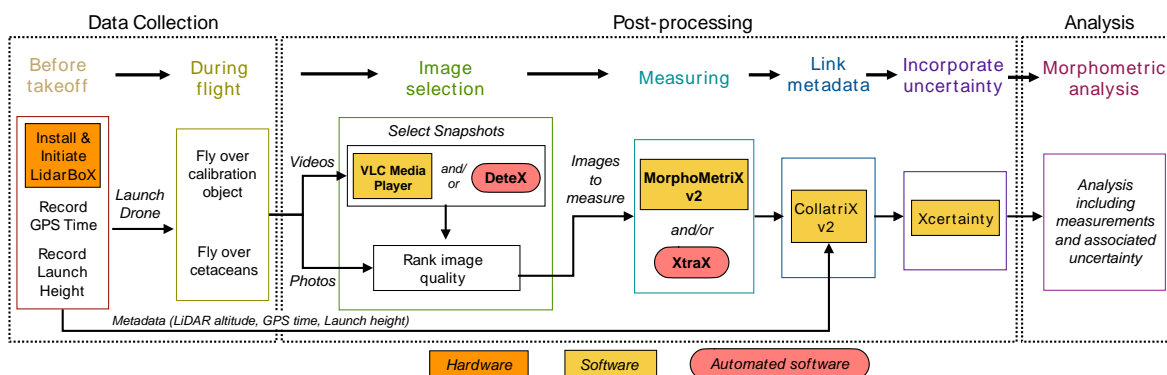 Data Collection
Post-processing
Analysis
Before
takeoff
During
flight
Image
selection
Measuring
Link
metadata
Incorporate
uncertainty
Morphometric
analysis
Install &
Initiate
LidarBoX
Record
GPS Time
Record
Launch
Height
Launch
Drone
Fly over
calibration
object
Fly over
cetaceans
Videos
Photos
Select Snapshots
VLC Media
Player
and/
or
DeteX
Rank image
quality
Images
to
measure
MorphoMetriX
v2
and/or
XtraX
CollatriX
v2
Xcertainty
Analysis
including
measurements
and associated
uncertainty
Metadata (LiDAR altitude, GPS time, Launch height)
Hardware
Software
Automated software